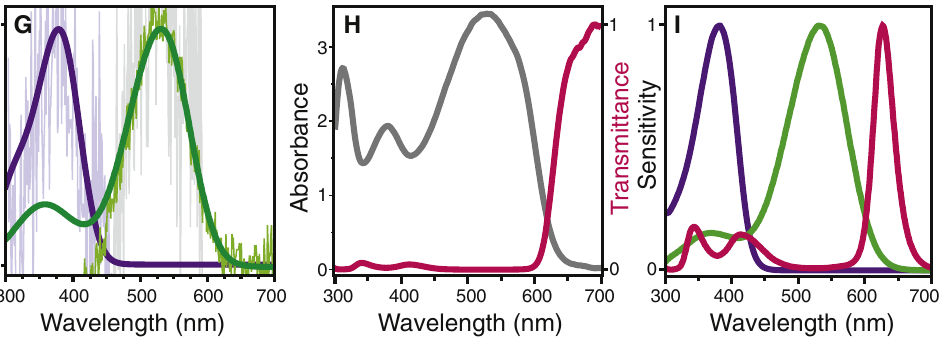 G
300 400 500 600 700
Wavelength (nm)
H
Absorbance
3
2
1
0
1
0
Transmittance
300 400 500 600 700
Wavelength (nm)
I
Sensitivity
1
0
300 400 500 600 700
Wavelength (nm)